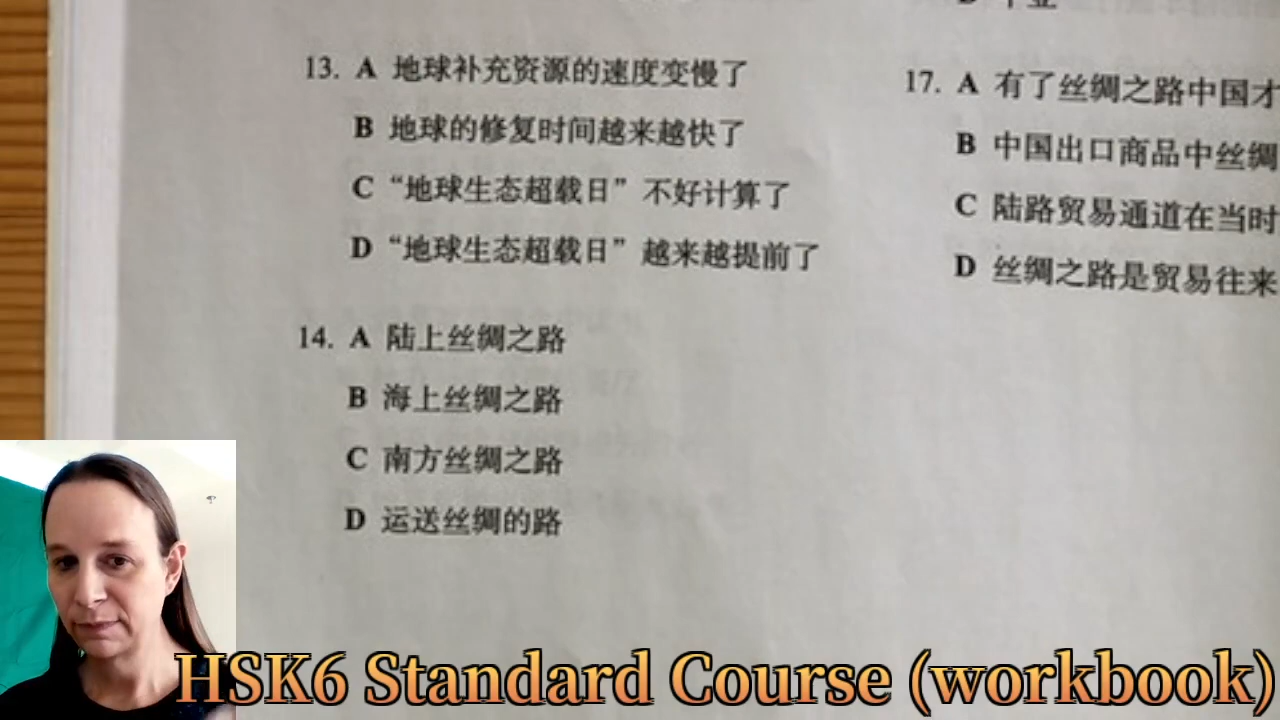 13. A 地球补充资源的速度变慢了
B 地球的修复时间越来越快了
C “地球生态超载日”不好计算了
D “地球生态超载日”越来越提前了
14. A 陆上丝绸之路
B 海上丝绸之路
C 南方丝绸之路
D 运送丝绸的路
17. A 有了丝绸之路中国才
B 中国出口商品中丝绸
C 陆路贸易通道在当时
D 丝绸之路是贸易往来
HSK6 Standard Course (workbook)